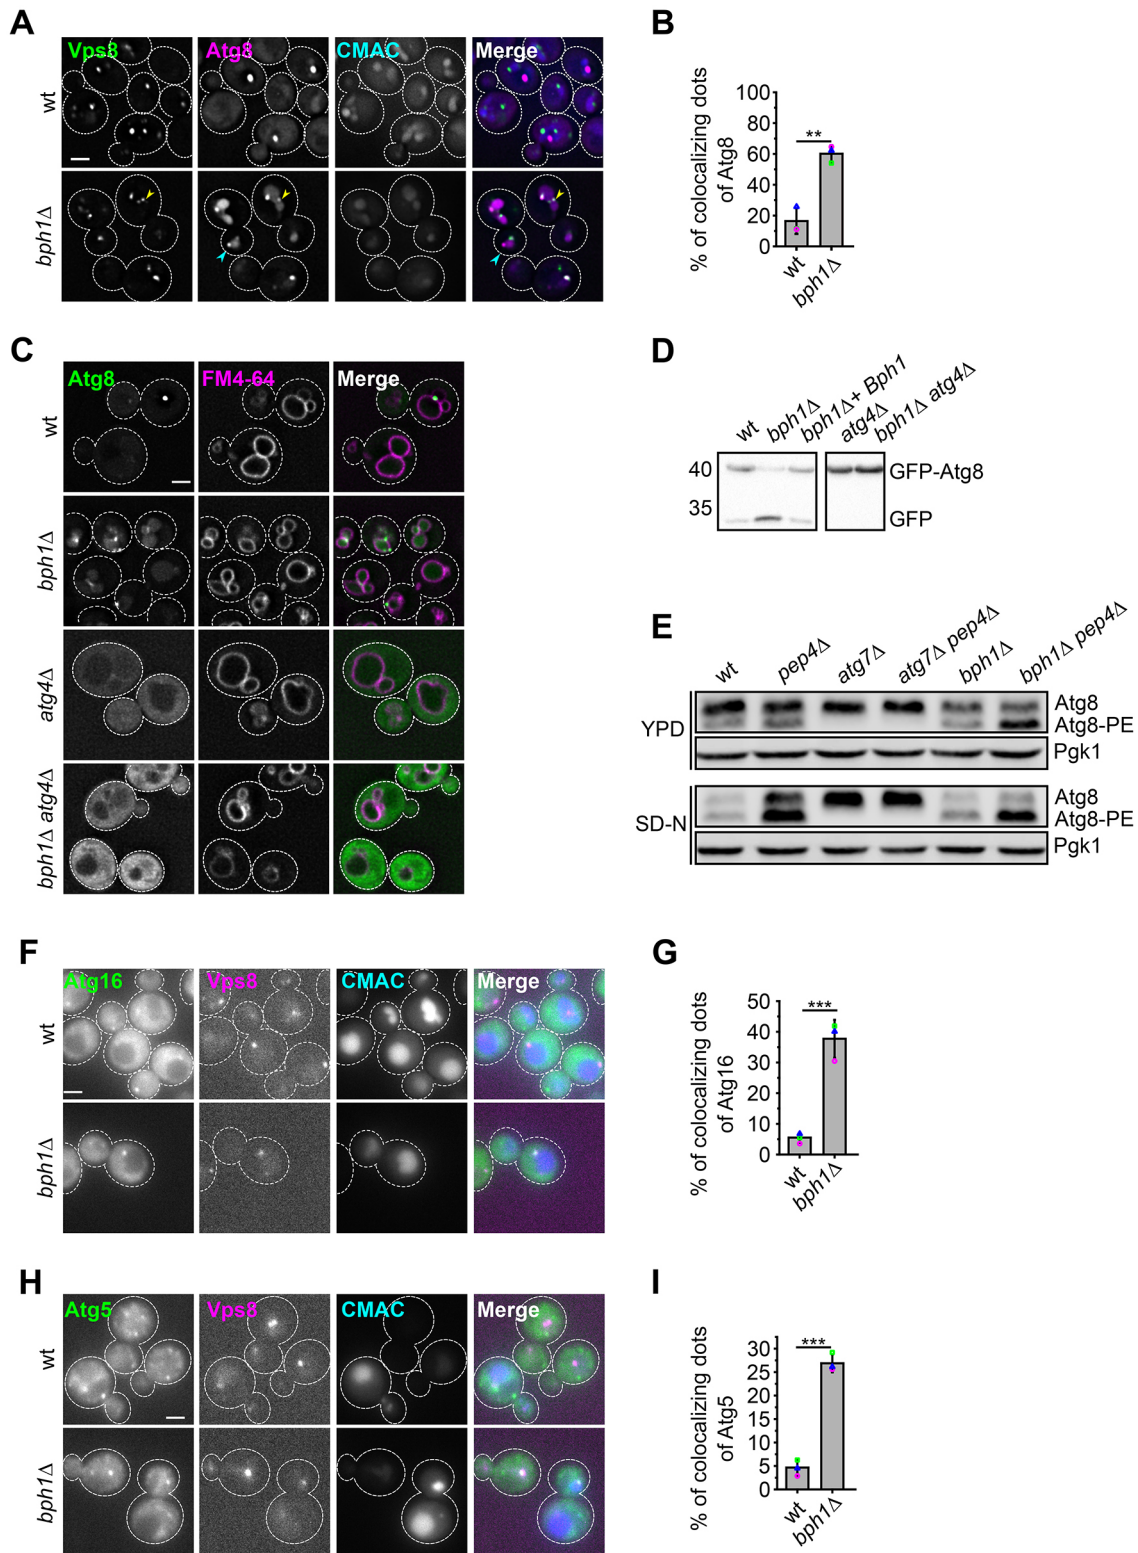 A
Vps8 Atg8 CMAC Merge
wt
bph1Δ
B
% of colocalizing dots
of Atg8
100
80
60
40
20
0
**
wt
bph1Δ
C
Atg8 FM4-64 Merge
wt
bph1Δ
atg4Δ
bph1Δ atg4Δ
D
wt
bph1Δ
bph1Δ+ Bph1
atg4Δ
bph1Δ atg4Δ
40
35
GFP-Atg8
GFP
E
wt
pep4Δ
atg7Δ
atg7Δ pep4Δ
bph1Δ
bph1Δ pep4Δ
YPD
Atg8
Atg8-PE
Pgk1
SD-N
Atg8
Atg8-PE
Pgk1
F
Atg16 Vps8 CMAC Merge
wt
bph1Δ
G
% of colocalizing dots
of Atg16
50
40
30
20
10
0
***
wt
bph1Δ
H
Atg5 Vps8 CMAC Merge
wt
bph1Δ
I
% of colocalizing dots
of Atg5
30
25
20
15
10
5
0
***
wt
bph1Δ